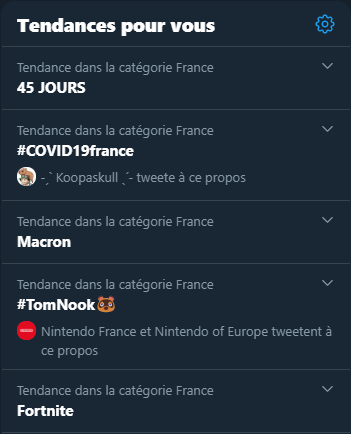 Tendances pour vous
Tendance dans la catégorie France
45 JOURS
Tendance dans la catégorie France
#COVID19france
-ˏˋ Koopaskull ˎˊ- tweete à ce propos
Tendance dans la catégorie France
Macron
Tendance dans la catégorie France
#TomNook
Nintendo France et Nintendo of Europe tweetent à
ce propos
Tendance dans la catégorie France
Fortnite